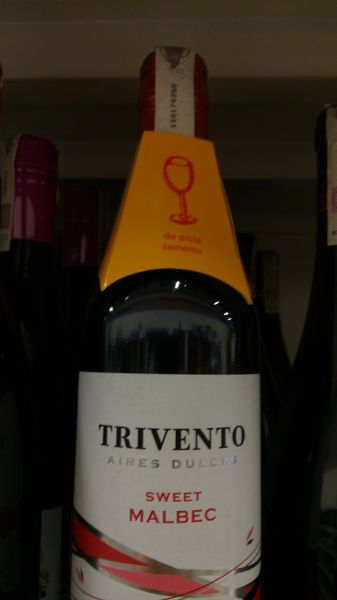 do picia
samemu
TRIVENTO
AIRES DULCES
SWEET
MALBEC